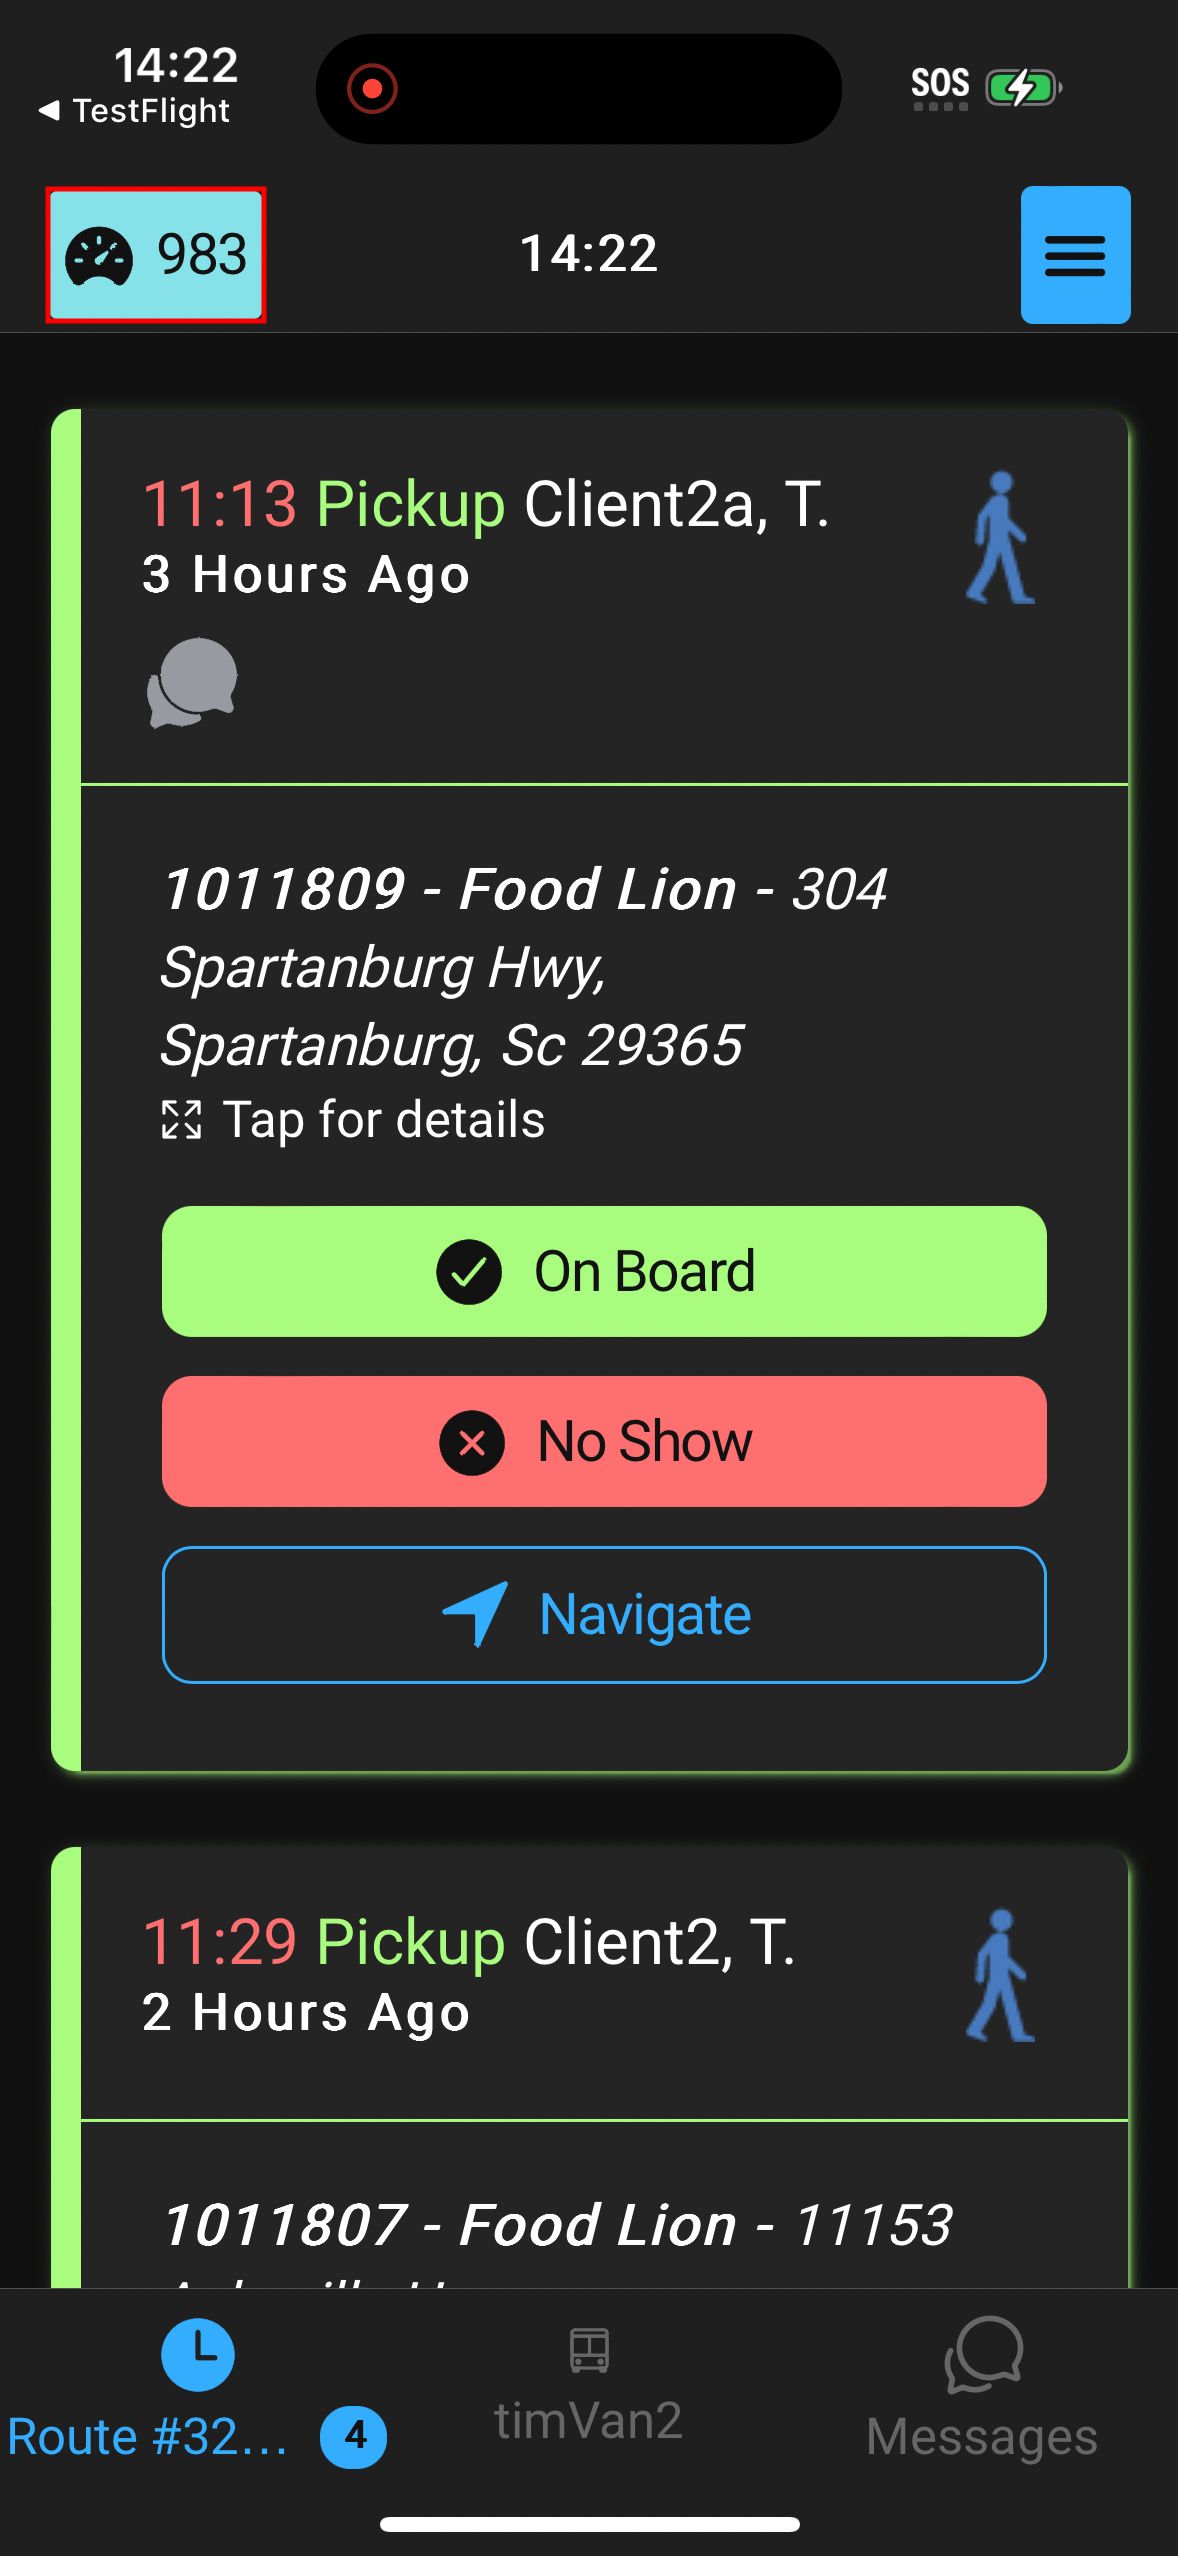 14:22
SOS
◀ TestFlight
983
14:22
11:13 Pickup Client2a, T.
3 Hours Ago
1011809 - Food Lion - 304
Spartanburg Hwy,
Spartanburg, Sc 29365
Tap for details
On Board
No Show
Navigate
11:29 Pickup Client2, T.
2 Hours Ago
1011807 - Food Lion - 11153
Route #32...
4
timVan2
Messages